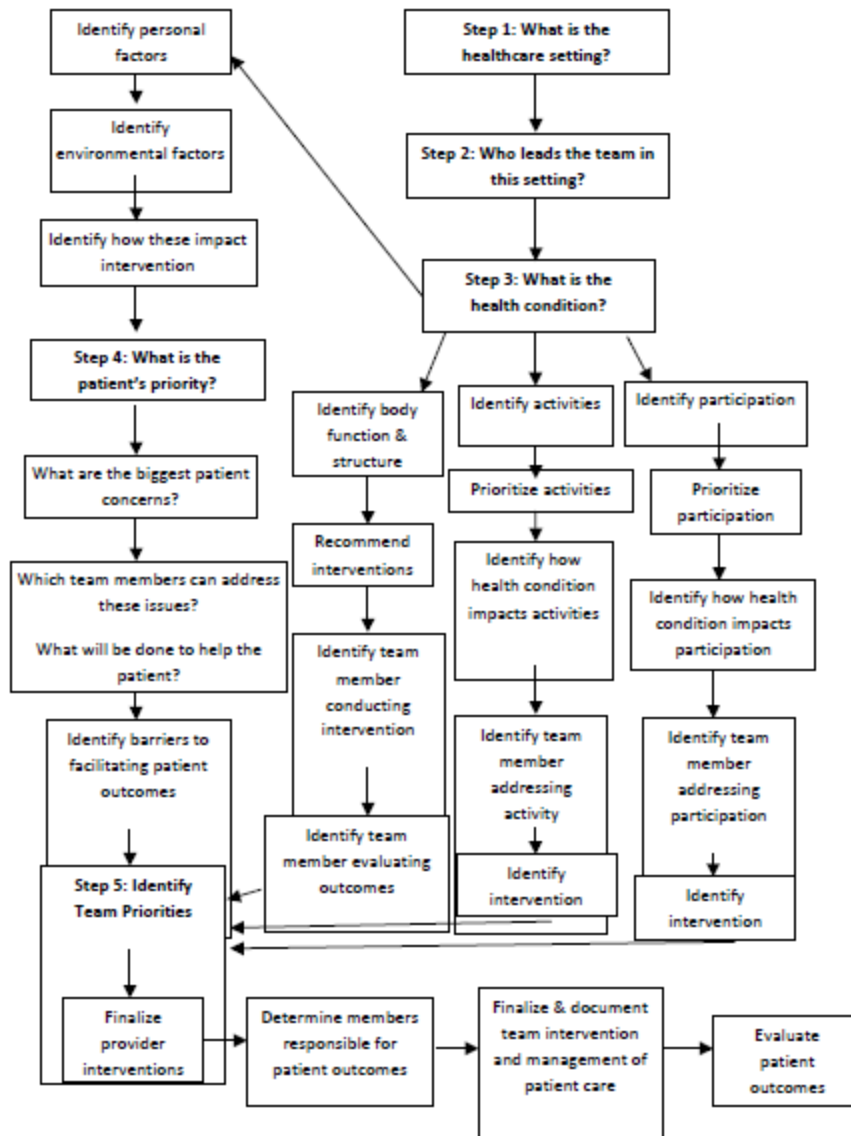 Identify personal
factors
Step 1: What is the
healthcare setting?
Identify
environmental factors
Step 2: Who leads the team in
this setting?
Identify how these impact
intervention
Step 3: What is the
health condition?
Step 4: What is the
patient's priority?
Identify body
function &
structure
Identify activities
Identify participation
What are the biggest patient
concerns?
Prioritize activities
Prioritize
participation
Recommend
interventions
Identify how
health condition
impacts activities
Which team members can address
these issues?
What will be done to help the
patient?
Identify how health
condition impacts
participation
Identify team
member
conducting
intervention
Identify barriers to
facilitating patient
outcomes
Identify team
member
addressing
activity
Identify team
member
addressing
participation
Identify team
member evaluating
outcomes
Identify
intervention
Identify
intervention
Step 5: Identify
Team Priorities
Finalize
provider
interventions
Determine members
responsible for
patient outcomes
Finalize & document
team intervention
and management of
patient care
Evaluate
patient
outcomes